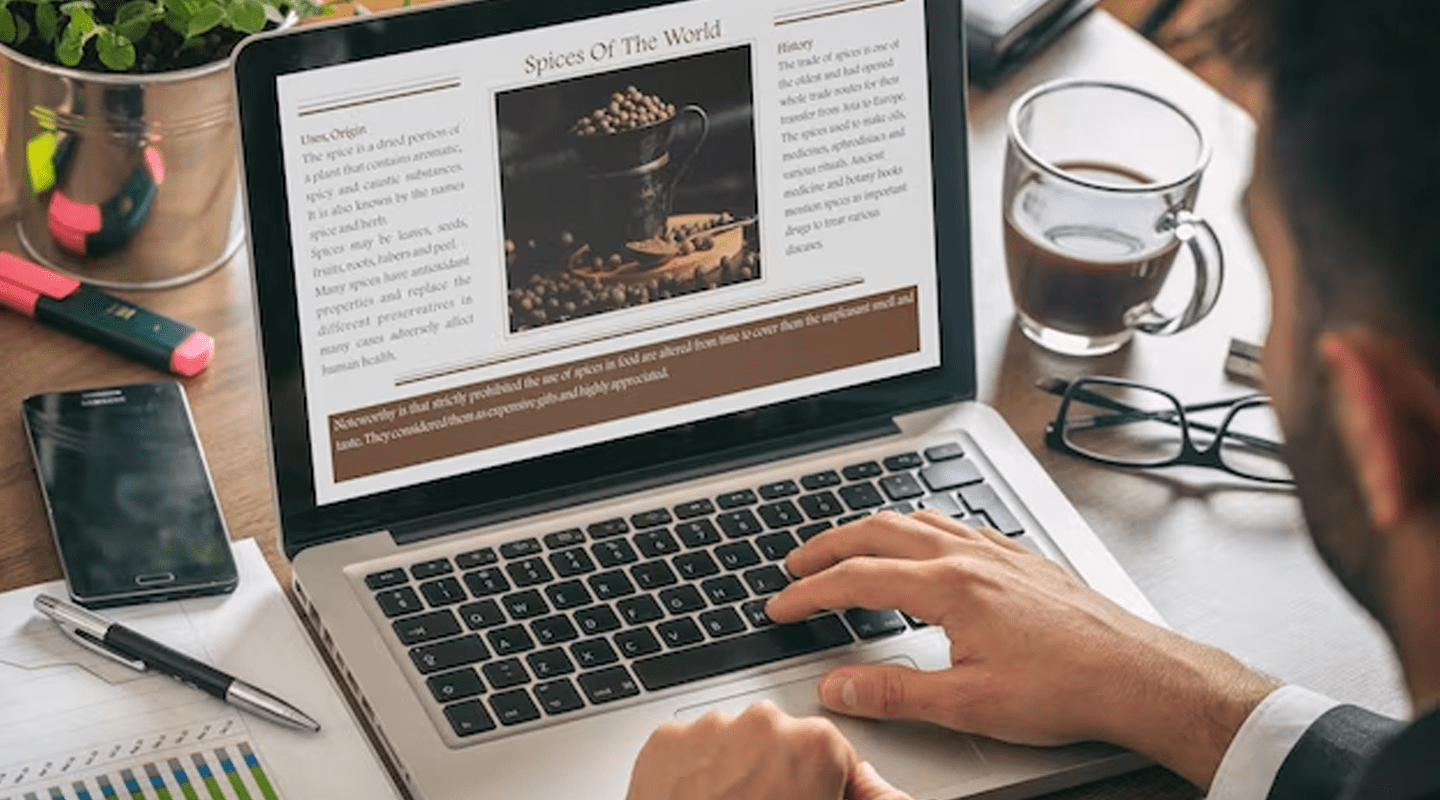 Spices Of The World
Uses, Origin
The spice is a dried portion of
a plant that contains aromatic,
spicy and caustic substances.
It is also known by the names
spice and herb.
Spices may be leaves, seeds,
fruits, roots, tubers and peel.
Many spices have antioxidant
properties and replace the
different preservatives in
many cases adversely affect
human health.
History
The trade of spices is one of
the oldest and had opened
whole trade routes for their
transfer from Asia to Europe.
The spices used to make oils,
medicines, aphrodisiacs and
various rituals. Ancient
medicine and botany books
mention spices as important
drugs to treat various
diseases.
Noteworthy is that strictly prohibited the use of spices in food are altered from time to cover them the unpleasant smell and
taste. They considered them as expensive gifts and highly appreciated.
SAMSUNG